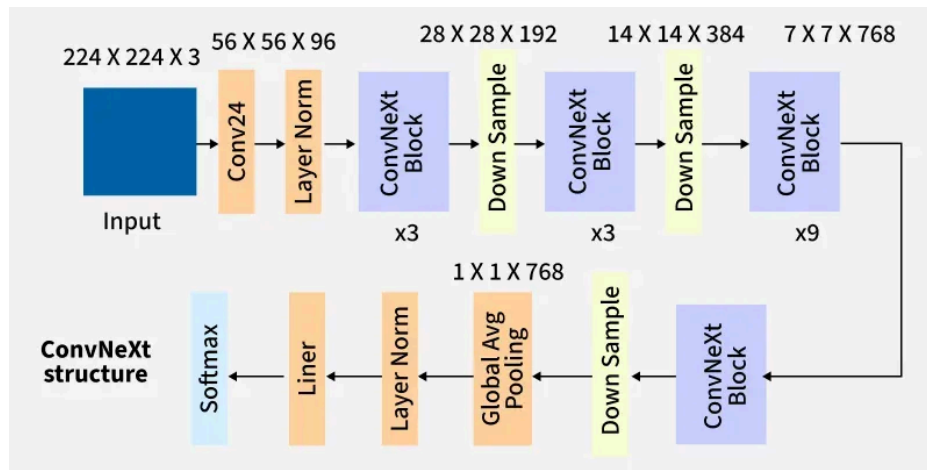 224 X 224 X 3
56 X 56 X 96
28 X 28 X 192
14 X 14 X 384
7 X 7 X 768
Input
Conv24
Layer Norm
ConvNeXt
Block
x3
Down Sample
ConvNeXt
Block
x3
Down Sample
ConvNeXt
Block
x9
ConvNeXt
structure
Softmax
Liner
Layer Norm
1 X 1 X 768
Global Avg
Pooling
Down Sample
ConvNeXt
Block